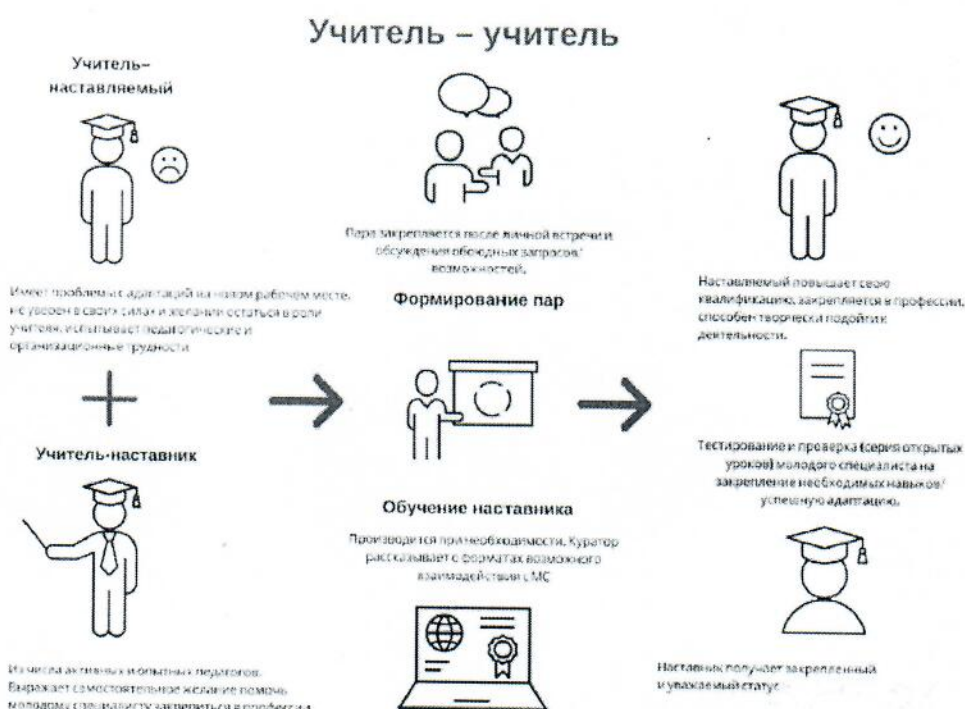 Учитель – учитель
Учитель–
наставляемый
Имеет проблемы с адаптацией на новом рабочем месте,
не уверен в своих силах и желании остаться в роли
учителя, испытывает педагогические и
организационные трудности
Учитель-наставник
Из числа активных и опытных педагогов.
Выражает самостоятельное желание помочь
молодому специалисту закрепиться в профессии
Пара закрепляется после личной встречи и
обсуждения обоюдных запросов/
возможностей.
Формирование пар
Обучение наставника
Производится при необходимости. Куратор
рассказывает о форматах возможного
взаимодействия с МС
Наставляемый повышает свою
квалификацию, закрепляется в профессии,
способен творчески подойти к
деятельности.
Тестирование и проверка (серия открытых
уроков) молодого специалиста на
закрепление необходимых навыков/
успешную адаптацию.
Наставник получает закрепленный
и уважаемый статус